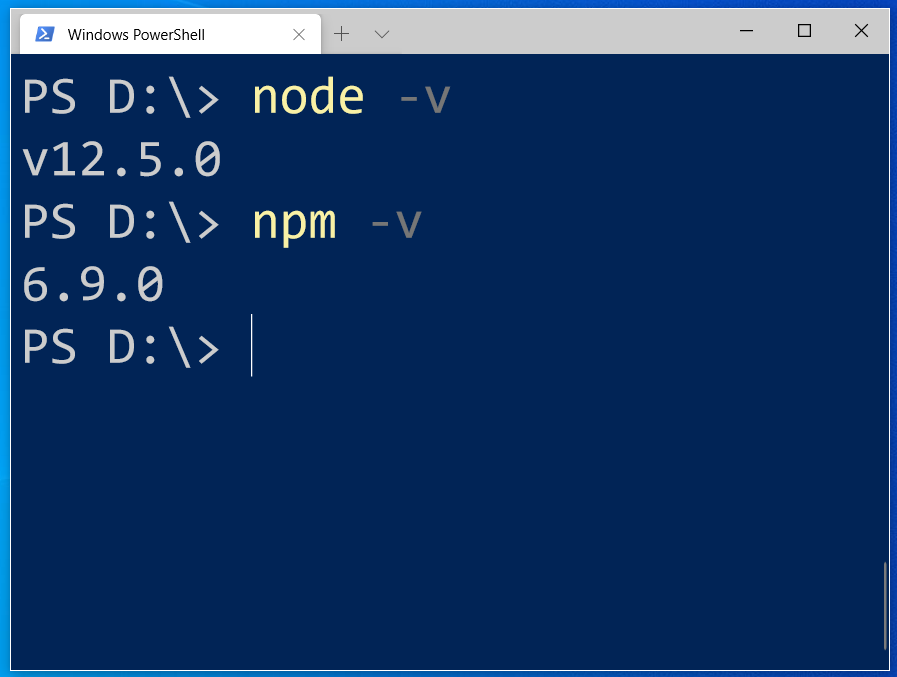 Windows PowerShell
PS D:\> node -v
v12.5.0
PS D:\> npm -v
6.9.0
PS D:\>